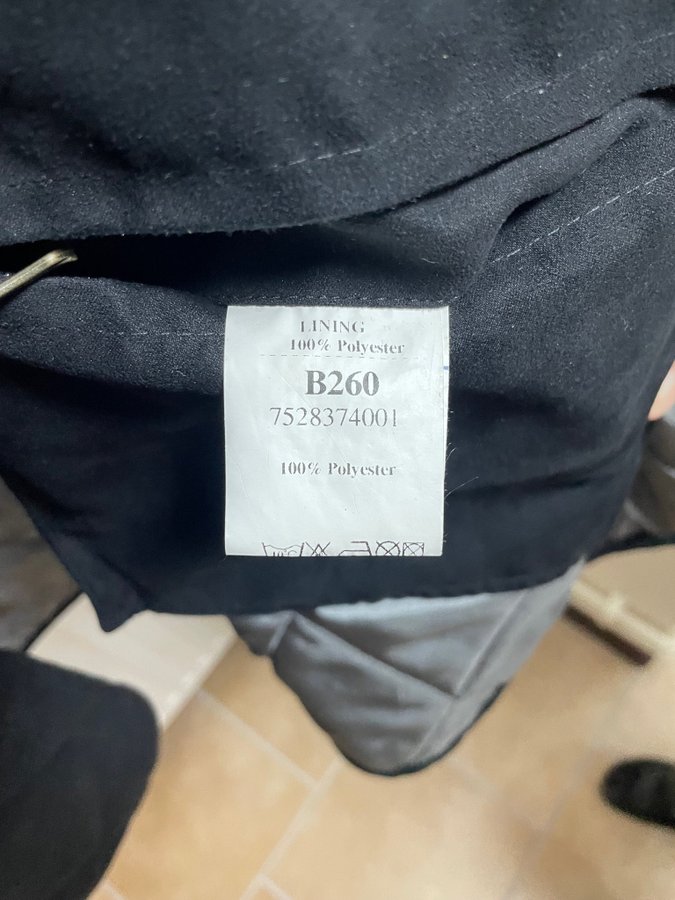 LINING
100% Polyester
B260
7528374001
100% Polyester